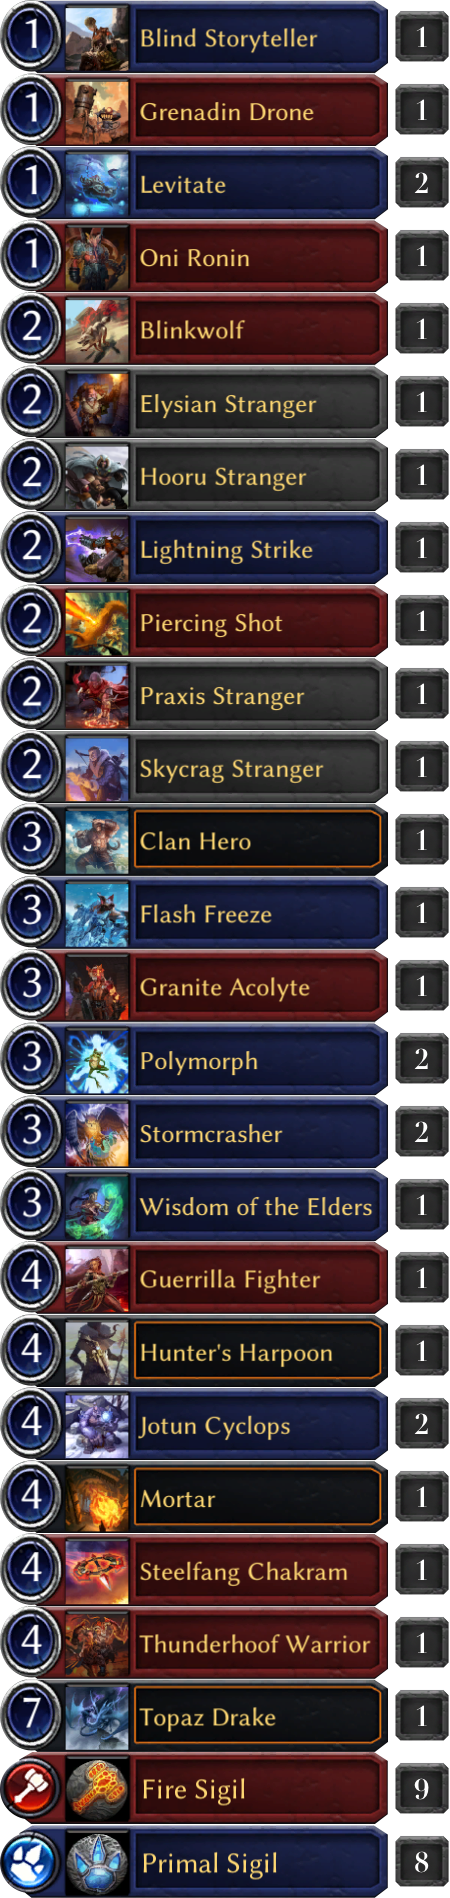 1 Blind Storyteller 1
1 Grenadin Drone 1
1 Levitate 2
1 Oni Ronin 1
2 Blinkwolf 1
2 Elysian Stranger 1
2 Hooru Stranger 1
2 Lightning Strike 1
2 Piercing Shot 1
2 Praxis Stranger 1
2 Skycrag Stranger 1
3 Clan Hero 1
3 Flash Freeze 1
3 Granite Acolyte 1
3 Polymorph 2
3 Stormcrasher 2
3 Wisdom of the Elders 1
4 Guerrilla Fighter 1
4 Hunter's Harpoon 1
4 Jotun Cyclops 2
4 Mortar 1
4 Steelfang Chakram 1
4 Thunderhoof Warrior 1
7 Topaz Drake 1
Fire Sigil 9
Primal Sigil 8